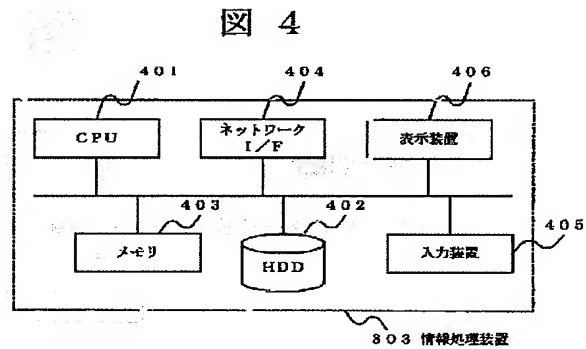 図 4
401
404
406
CPU
ネットワーク
I/F
表示装置
403
402
405
メモリ
HDD
入力装置
303 情報処理装置